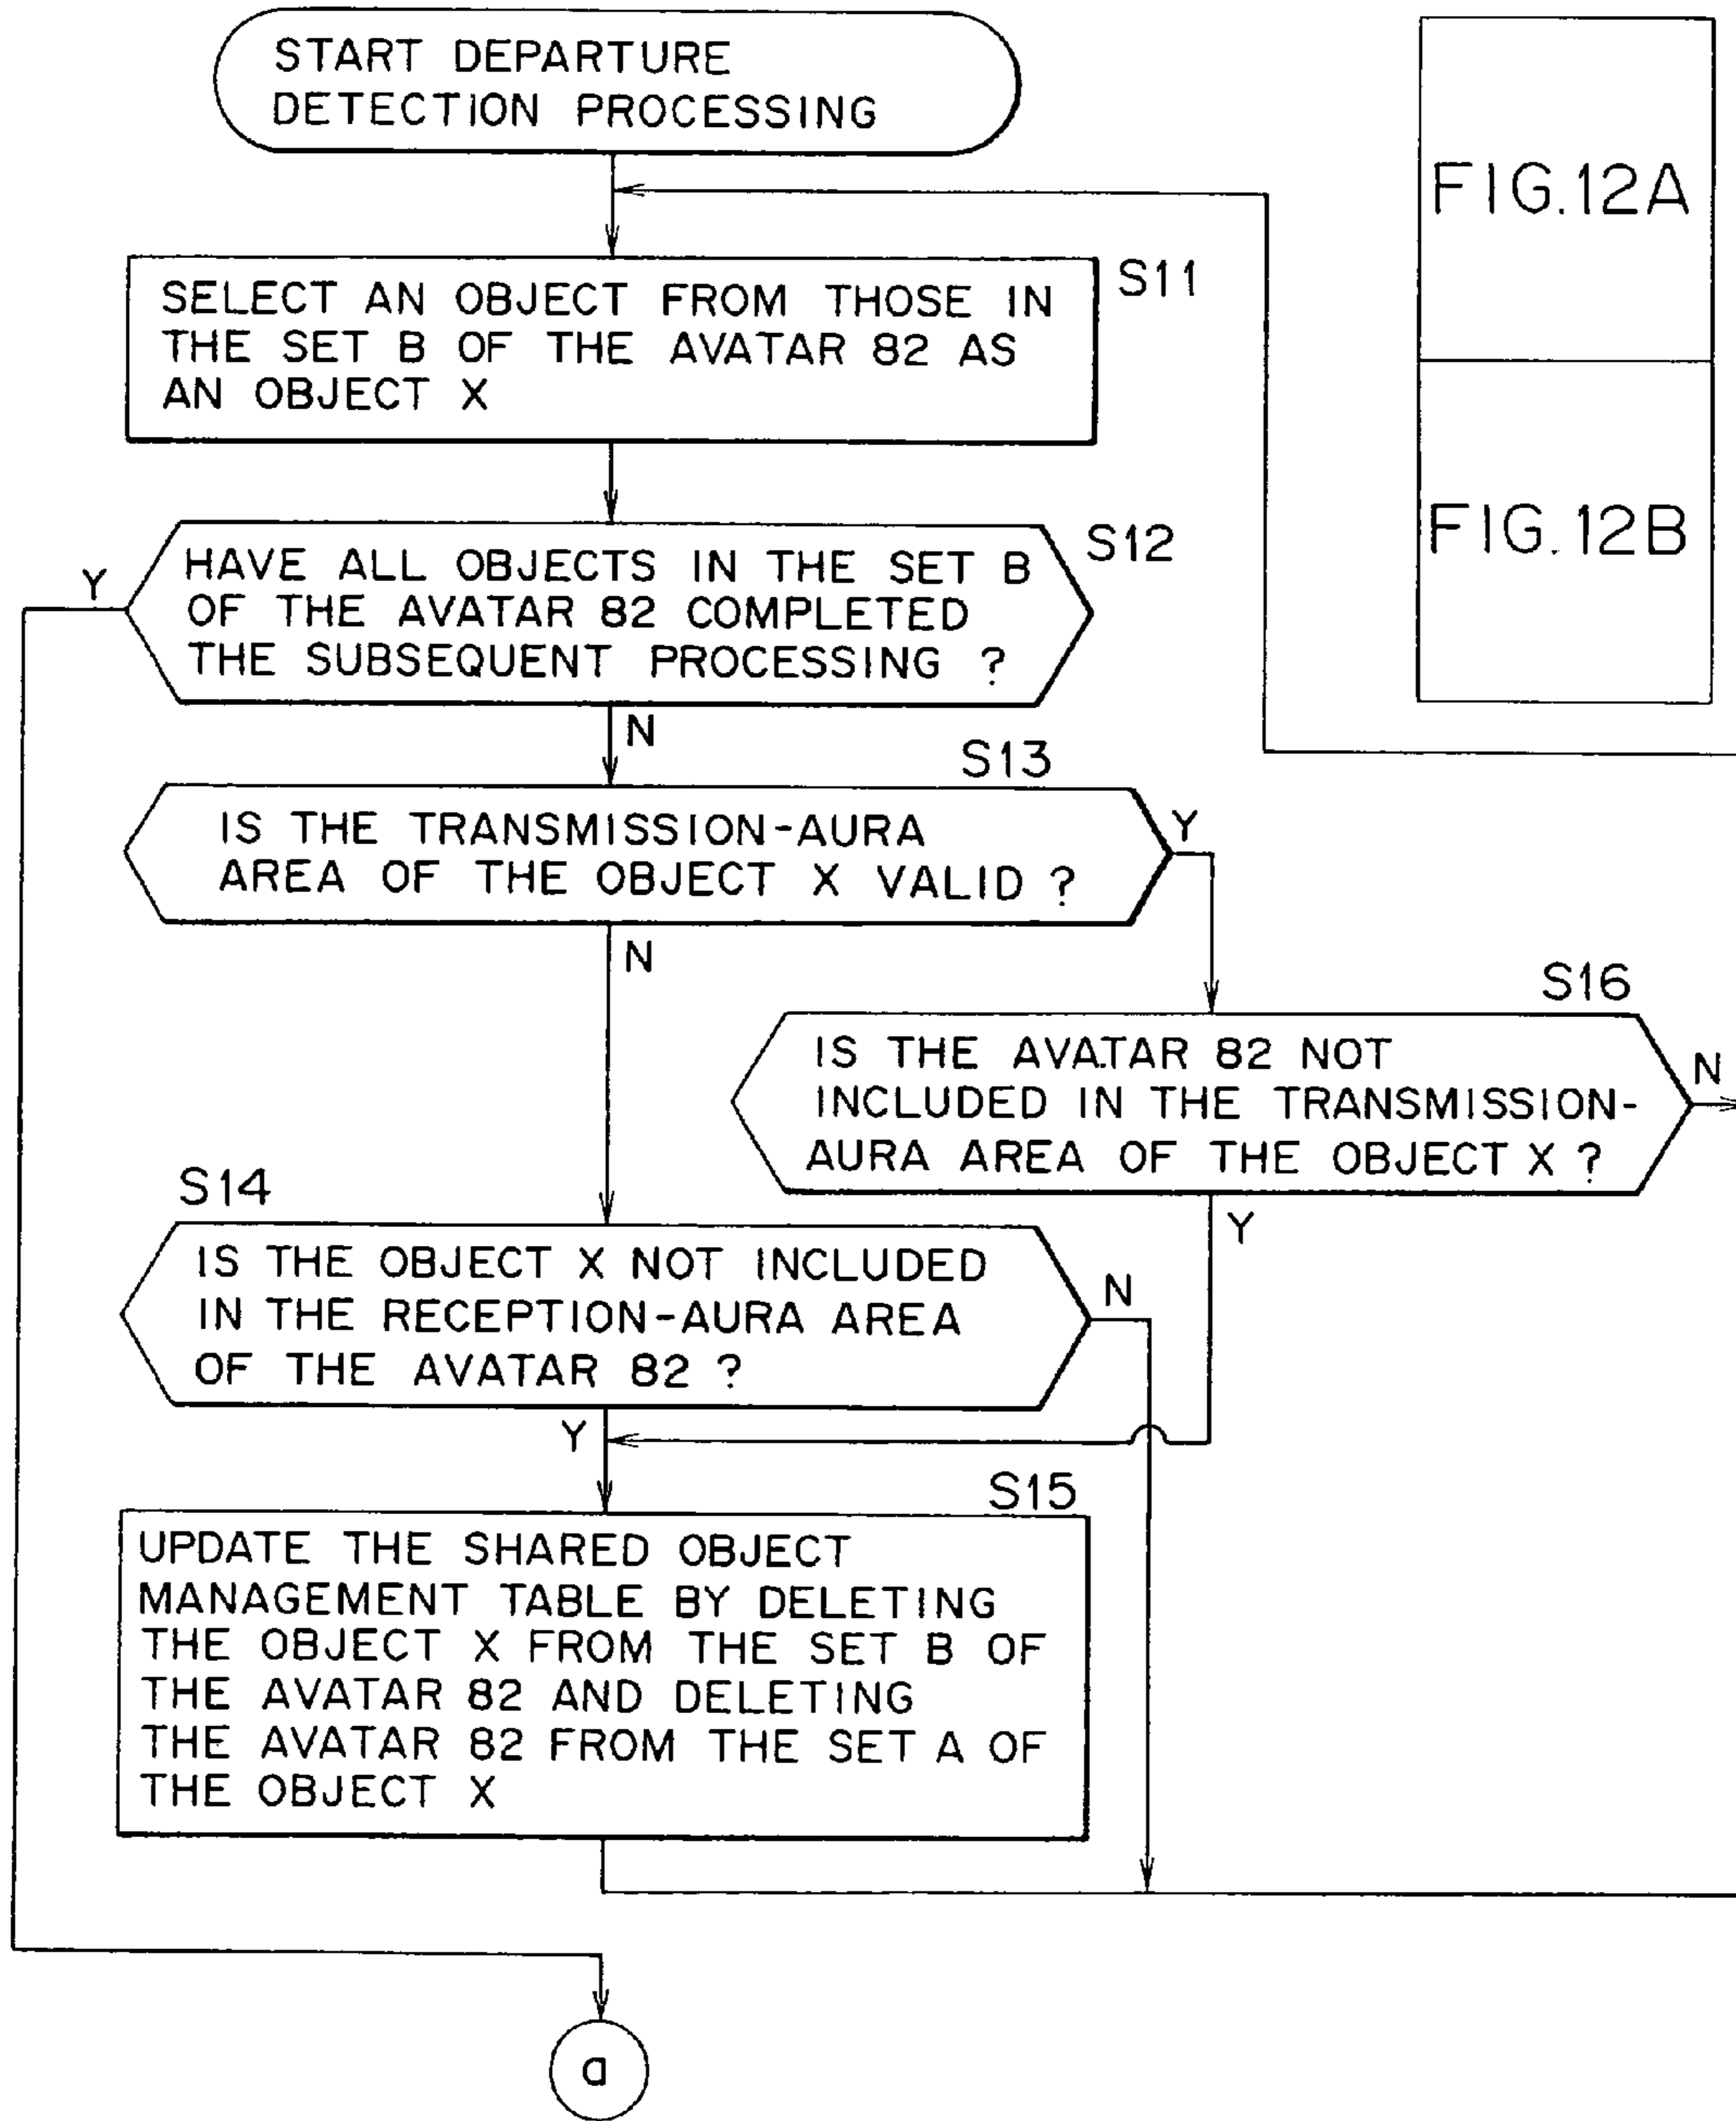 START DEPARTURE
DETECTION PROCESSING
FIG.12A
FIG.12B
S11
SELECT AN OBJECT FROM THOSE IN
THE SET B OF THE AVATAR 82 AS
AN OBJECT X
S12
HAVE ALL OBJECTS IN THE SET B
OF THE AVATAR 82 COMPLETED
THE SUBSEQUENT PROCESSING ?
Y
N
S13
IS THE TRANSMISSION-AURA
AREA OF THE OBJECT X VALID ?
Y
N
S16
IS THE AVATAR 82 NOT
INCLUDED IN THE TRANSMISSION-
AURA AREA OF THE OBJECT X ?
N
Y
S14
IS THE OBJECT X NOT INCLUDED
IN THE RECEPTION-AURA AREA
OF THE AVATAR 82 ?
N
Y
S15
UPDATE THE SHARED OBJECT
MANAGEMENT TABLE BY DELETING
THE OBJECT X FROM THE SET B OF
THE AVATAR 82 AND DELETING
THE AVATAR 82 FROM THE SET A OF
THE OBJECT X
a